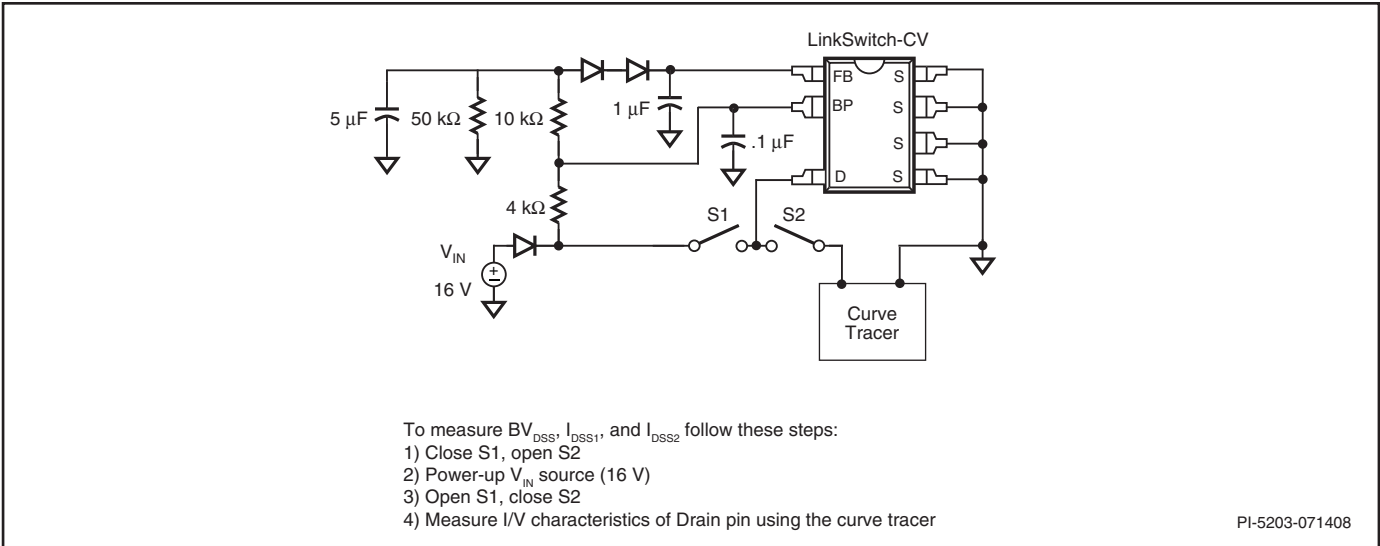 LinkSwitch-CV
FB S
5 μF 50 kΩ 10 kΩ 1 μF BP S
.1 μF S
D S
4 kΩ S1 S2
V_IN
+
16 V
Curve
Tracer
To measure BV_DSS, I_DSS1, and I_DSS2 follow these steps:
1) Close S1, open S2
2) Power-up V_IN source (16 V)
3) Open S1, close S2
4) Measure I/V characteristics of Drain pin using the curve tracer
PI-5203-071408